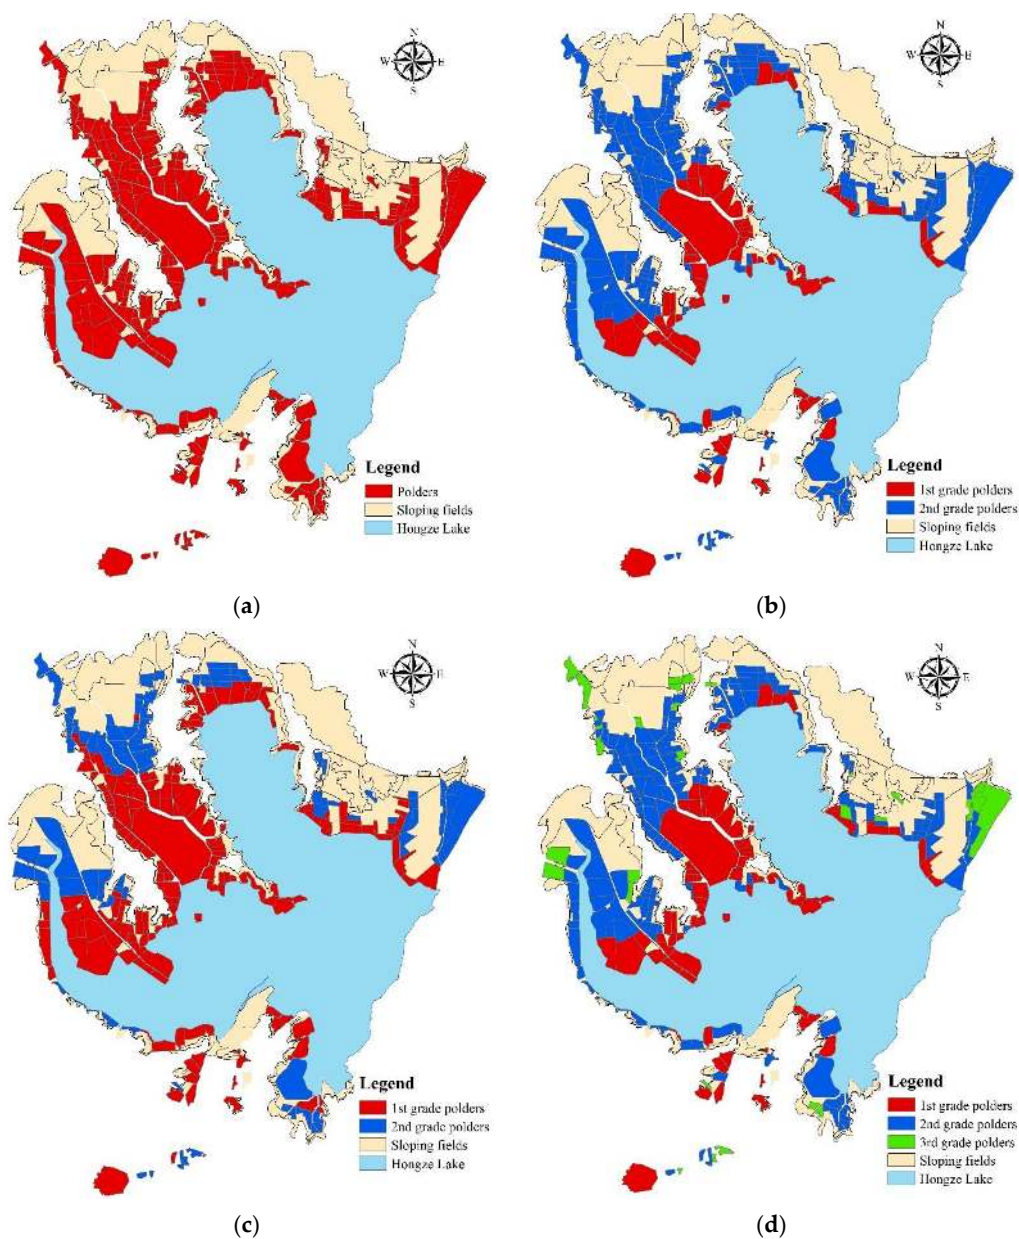 N
W E
S
Legend
Polders
Sloping fields
Hongze Lake
(a)
N
W E
S
Legend
1st grade polders
2nd grade polders
Sloping fields
Hongze Lake
(b)
N
W E
S
Legend
1st grade polders
2nd grade polders
Sloping fields
Hongze Lake
(c)
N
W E
S
Legend
1st grade polders
2nd grade polders
3rd grade polders
Sloping fields
Hongze Lake
(d)